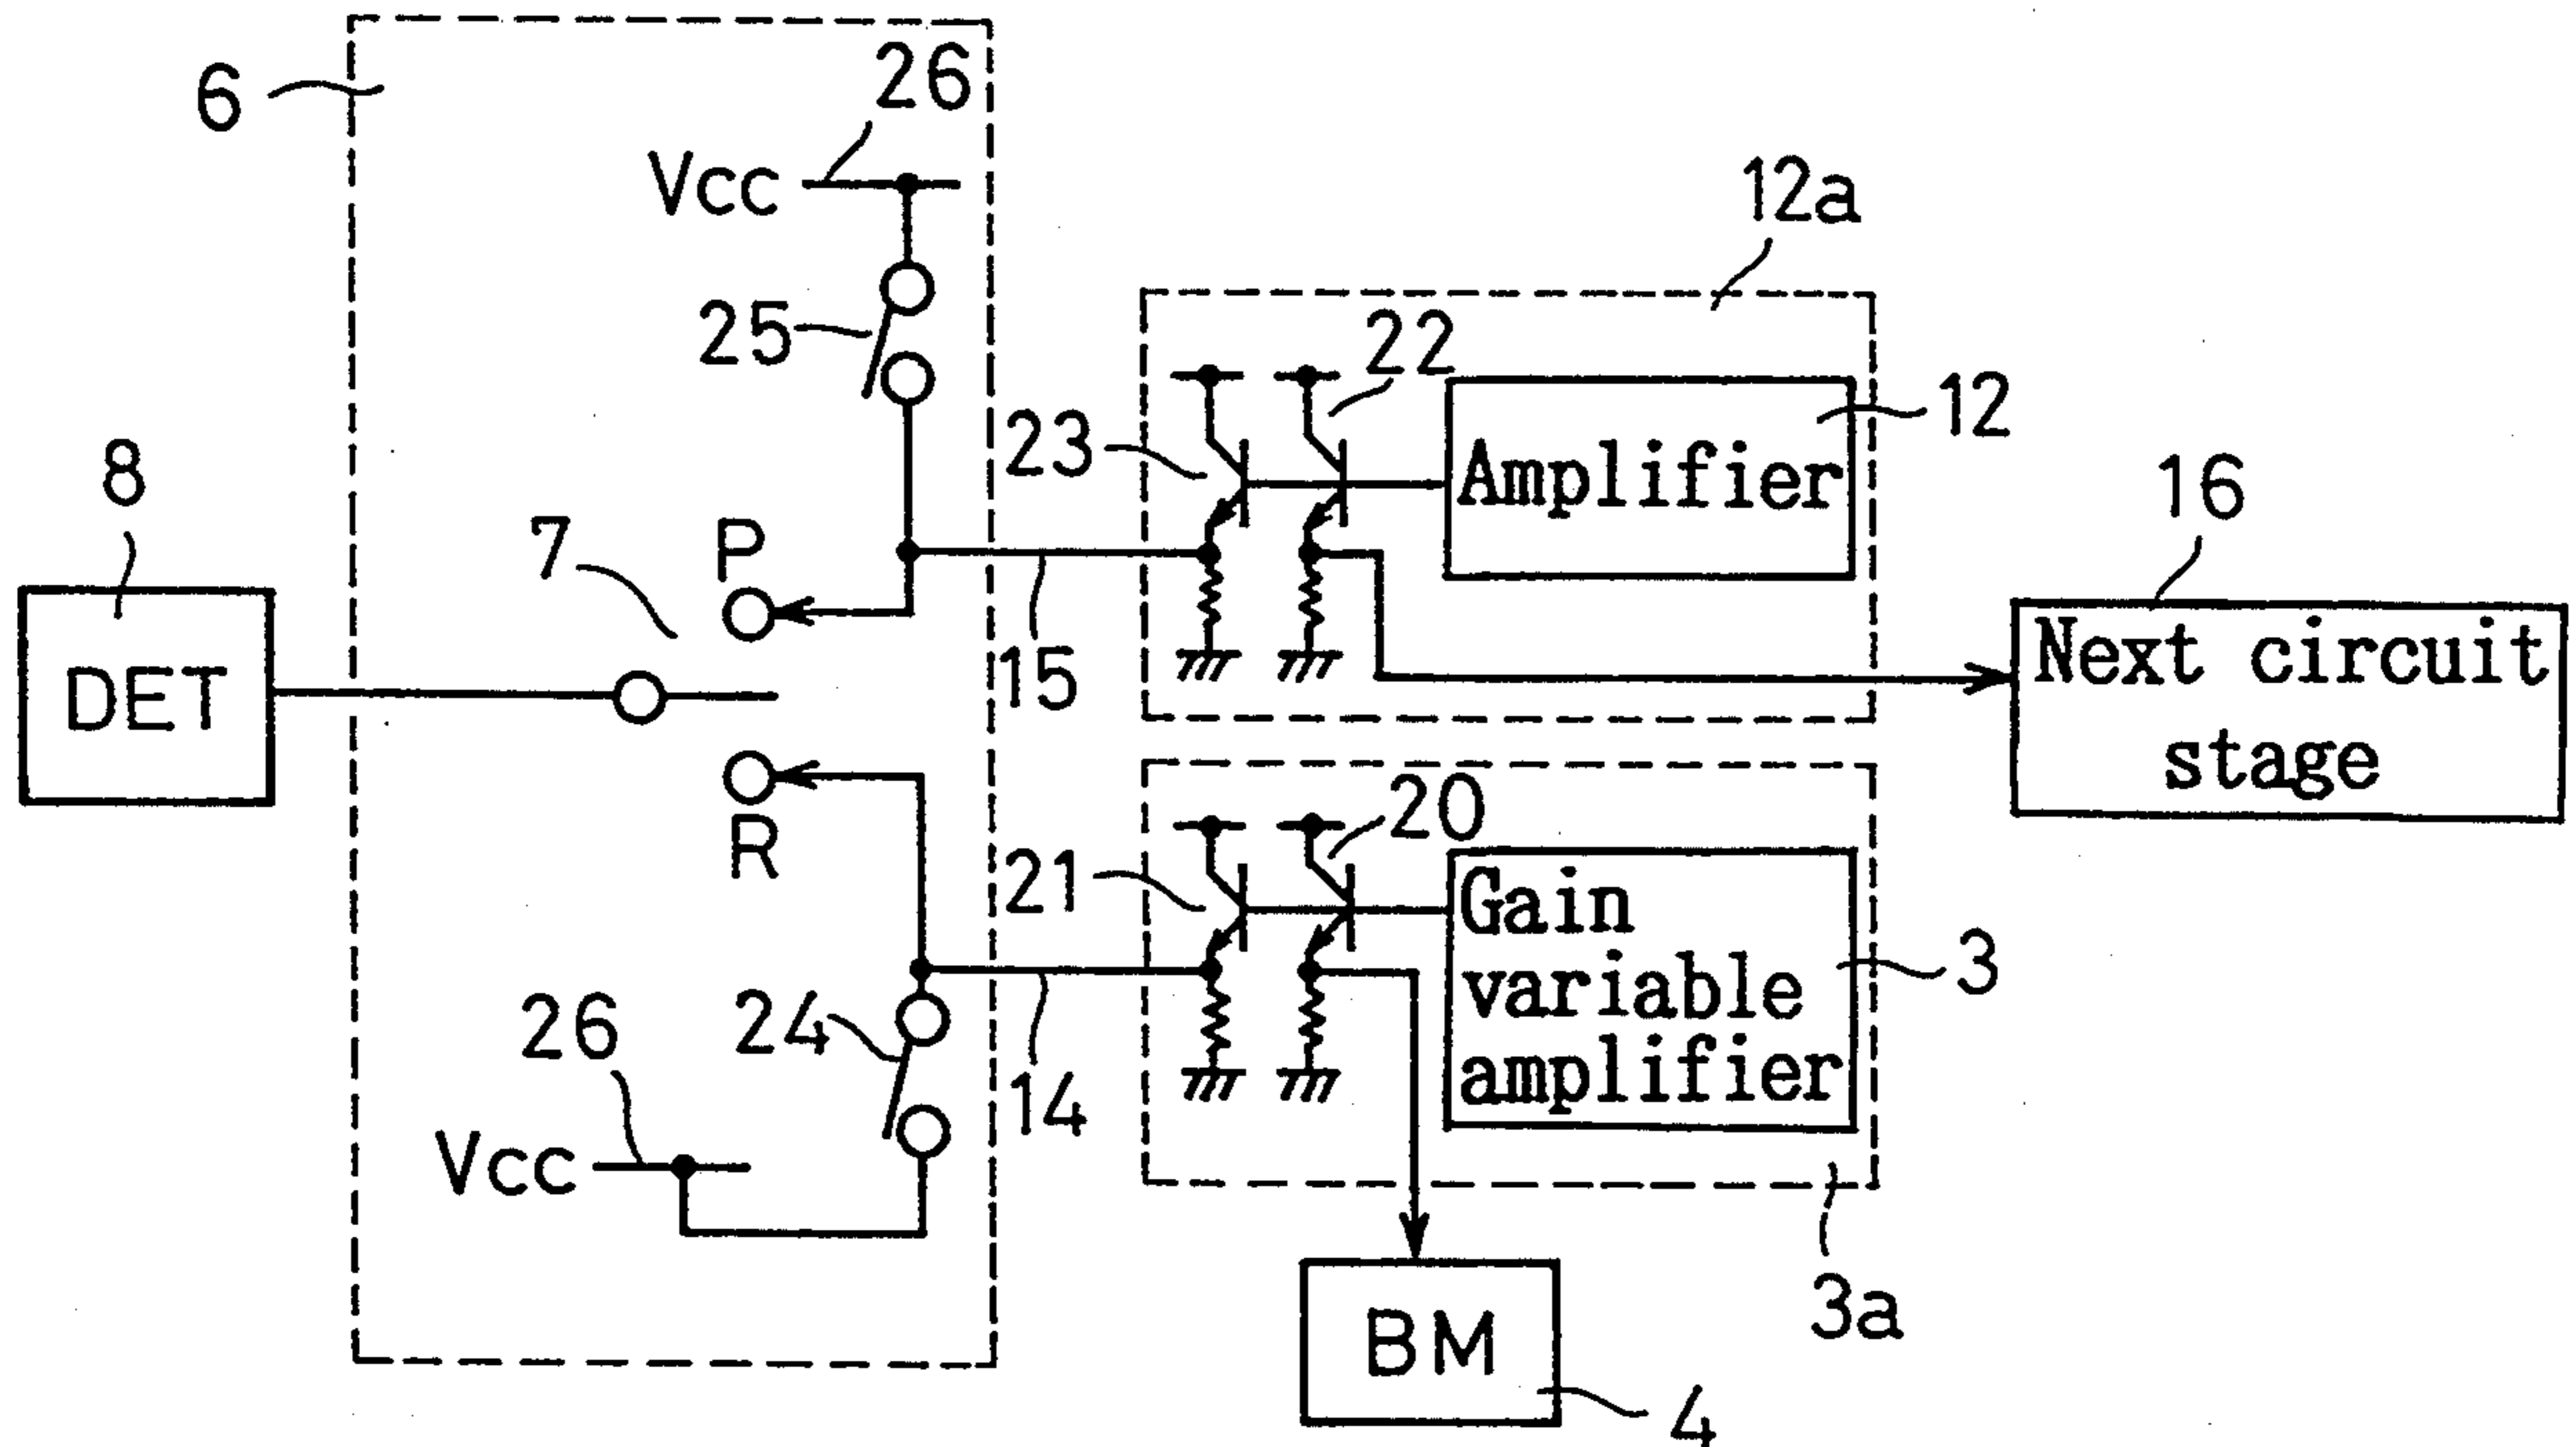 6
26
Vcc
12a
25
22
23
12
Amplifier
8
16
7
P
DET
15
Next circuit
stage
R
20
21
Gain
variable
amplifier
3
24
26
14
Vcc
3a
BM
4